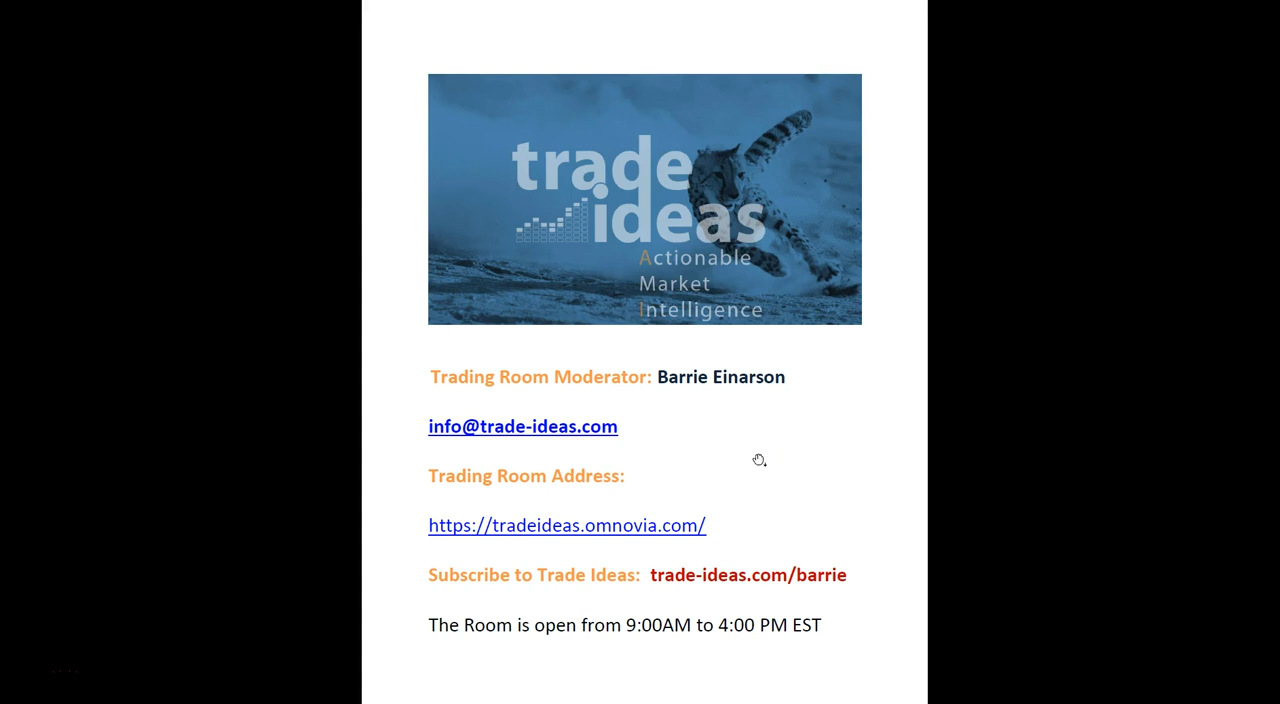 trade
ideas
Actionable
Market
Intelligence
Trading Room Moderator: Barrie Einarson
info@trade-ideas.com
Trading Room Address:
https://tradeideas.omnovia.com/
Subscribe to Trade Ideas: trade-ideas.com/barrie
The Room is open from 9:00AM to 4:00 PM EST